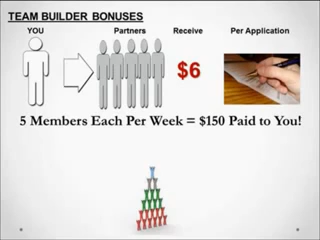 TEAM BUILDER BONUSES
YOU Partners Receive Per Application
$6
5 Members Each Per Week = $150 Paid to You!